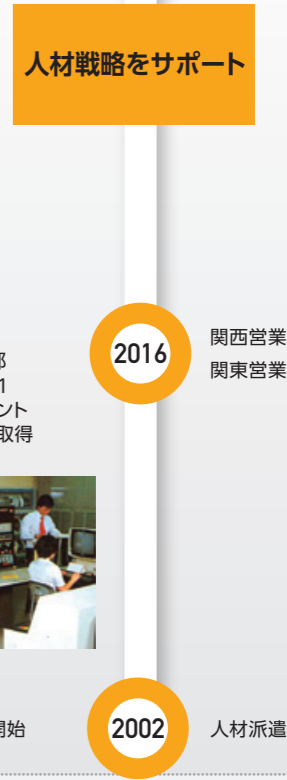 人材戦略をサポート
2016
関西営業
関東営業
部
1
ント
取得
開始
2002
人材派遣